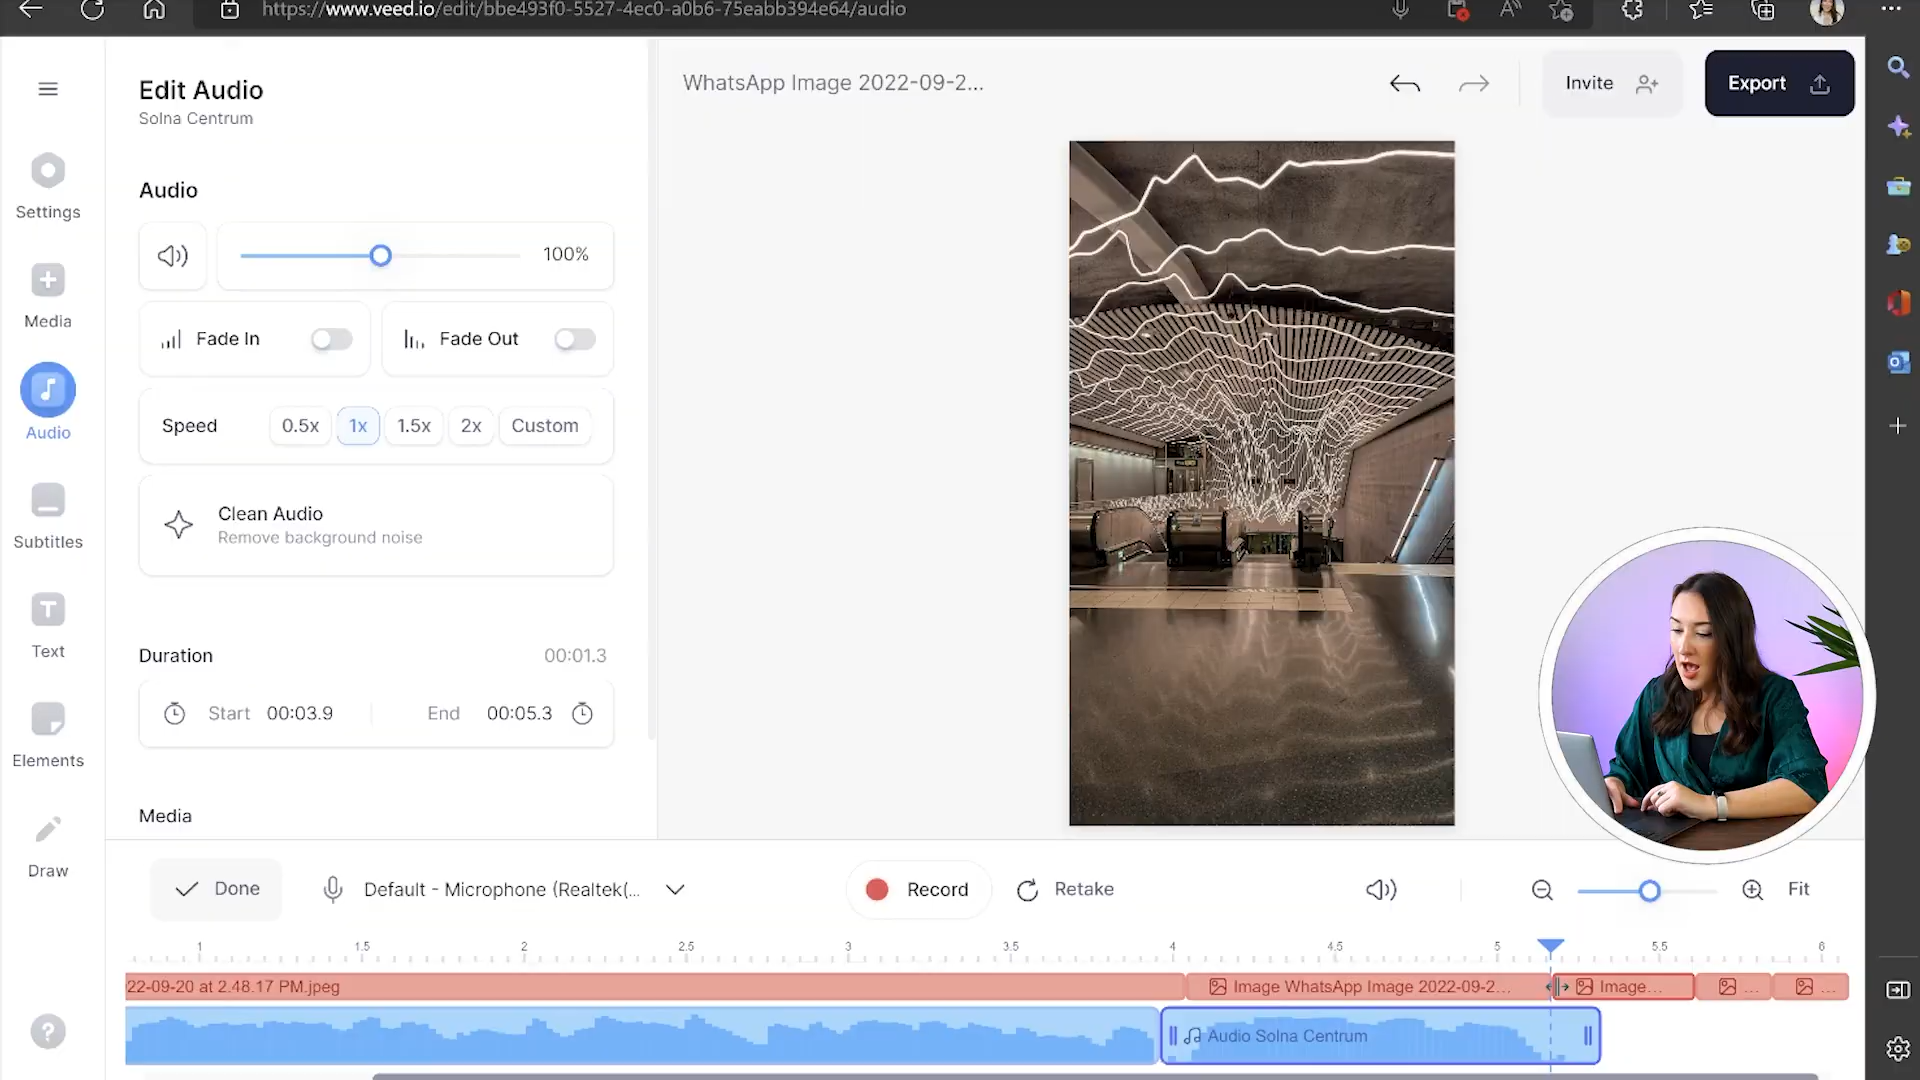 https://www.veed.io/edit/bbe493f0-5527-4ec0-a0b6-75eabb394e64/audio
Edit Audio
Solna Centrum
WhatsApp Image 2022-09-2...
Invite
Export
Settings
Media
Audio
Subtitles
Text
Elements
Draw
Audio
100%
Fade In
Fade Out
Speed
0.5x
1x
1.5x
2x
Custom
Clean Audio
Remove background noise
Duration
00:01.3
Start 00:03.9
End 00:05.3
Media
Done
Default - Microphone (Realtek(...
Record
Retake
Fit
1 1.5 2 2.5 3 3.5 4 4.5 5 5.5 6
22-09-20 at 2.48.17 PM.jpeg
Image WhatsApp Image 2022-09-2...
Image...
...
...
Audio Solna Centrum